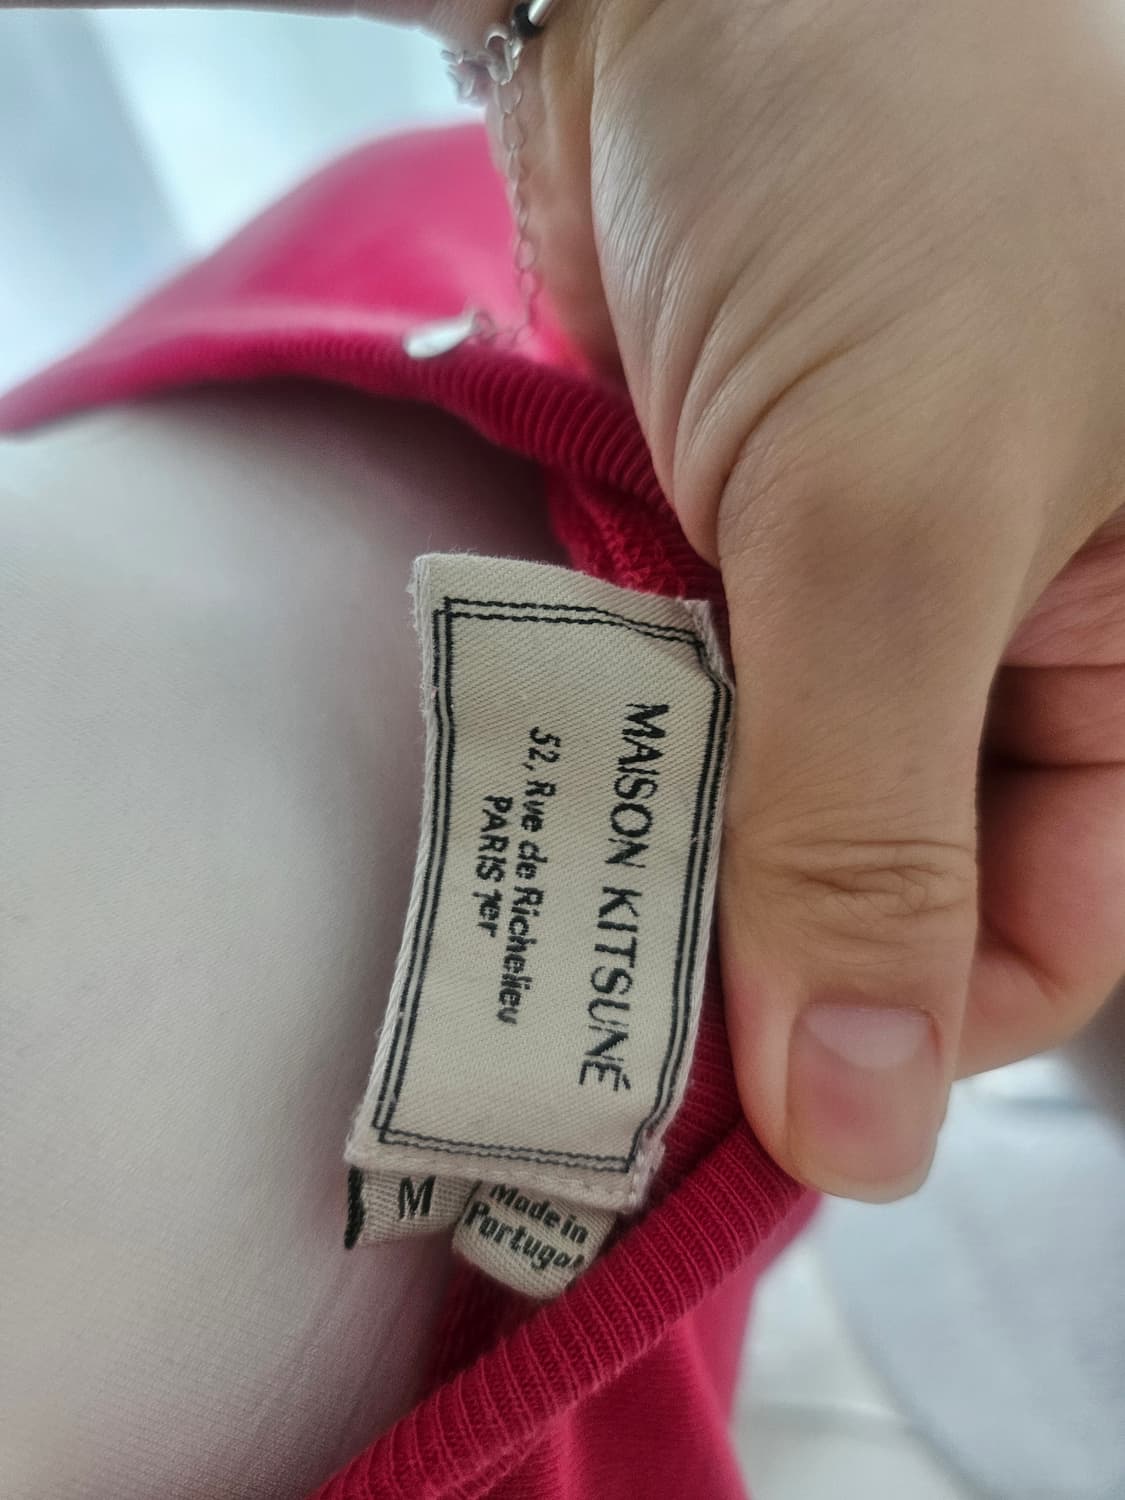 MAISON KITSUNÉ
52, Rue de Richelieu
PARIS 1er
M
Made in
Portugal